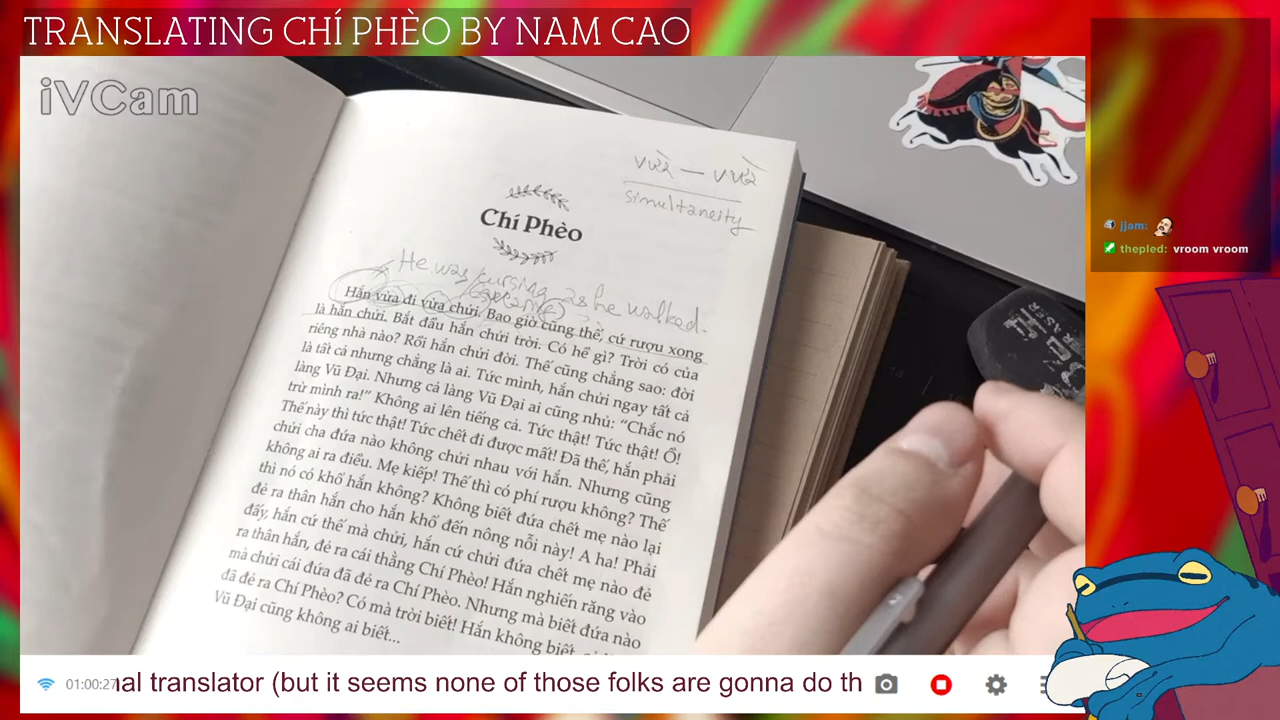 TRANSLATING CHÍ PHÈO BY NAM CAO
iVCam
vừa — vừa
simultaneity
Chí Phèo
He was cursing as he walked.
Hắn vừa đi vừa chửi. Bao giờ cũng thế, cứ rượu xong
là hắn chửi. Bắt đầu hắn chửi trời. Có hề gì? Trời có của
riêng nhà nào? Rồi hắn chửi đời. Thế cũng chẳng sao: đời
là tất cả nhưng chẳng là ai. Tức mình, hắn chửi ngay tất cả
làng Vũ Đại. Nhưng cả làng Vũ Đại ai cũng nhủ: “Chắc nó
trừ mình ra!” Không ai lên tiếng cả. Tức thật! Tức thật! Ồ!
Thế này thì tức thật! Tức chết đi được mất! Đã thế, hắn phải
chửi cha đứa nào không chửi nhau với hắn. Nhưng cũng
không ai ra điều. Mẹ kiếp! Thế thì có phí rượu không? Thế
thì nó có khổ hắn không? Không biết đứa chết mẹ nào lại
đẻ ra thân hắn cho hắn khổ đến nông nỗi này! A ha! Phải
đấy, hắn cứ thế mà chửi, hắn cứ chửi đứa chết mẹ nào đẻ
ra thân hắn, đẻ ra cái thằng Chí Phèo! Hắn nghiến răng vào
mà chửi cái đứa đã đẻ ra Chí Phèo. Nhưng mà biết đứa nào
đã đẻ ra Chí Phèo? Có mà trời biết! Hắn không biết
Vũ Đại cũng không ai biết...
jjam:
thepled: vroom vroom
ERASER
01:00:27
nal translator (but it seems none of those folks are gonna do th